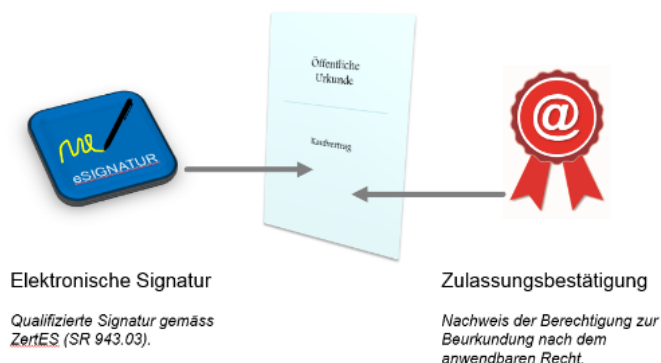 Öffentliche
Urkunde
Kaufvertrag
eSIGNATUR
@
Elektronische Signatur
Qualifizierte Signatur gemäss
ZertES (SR 943.03).
Zulassungsbestätigung
Nachweis der Berechtigung zur
Beurkundung nach dem
anwendbaren Recht.